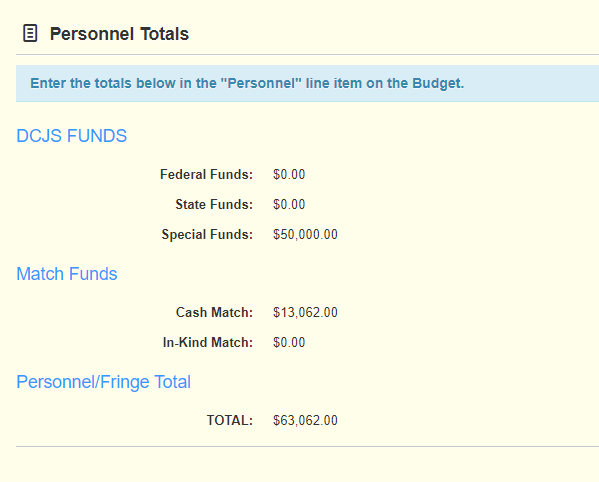 Personnel Totals
Enter the totals below in the "Personnel" line item on the Budget.
DCJS FUNDS
Federal Funds: $0.00
State Funds: $0.00
Special Funds: $50,000.00
Match Funds
Cash Match: $13,062.00
In-Kind Match: $0.00
Personnel/Fringe Total
TOTAL: $63,062.00